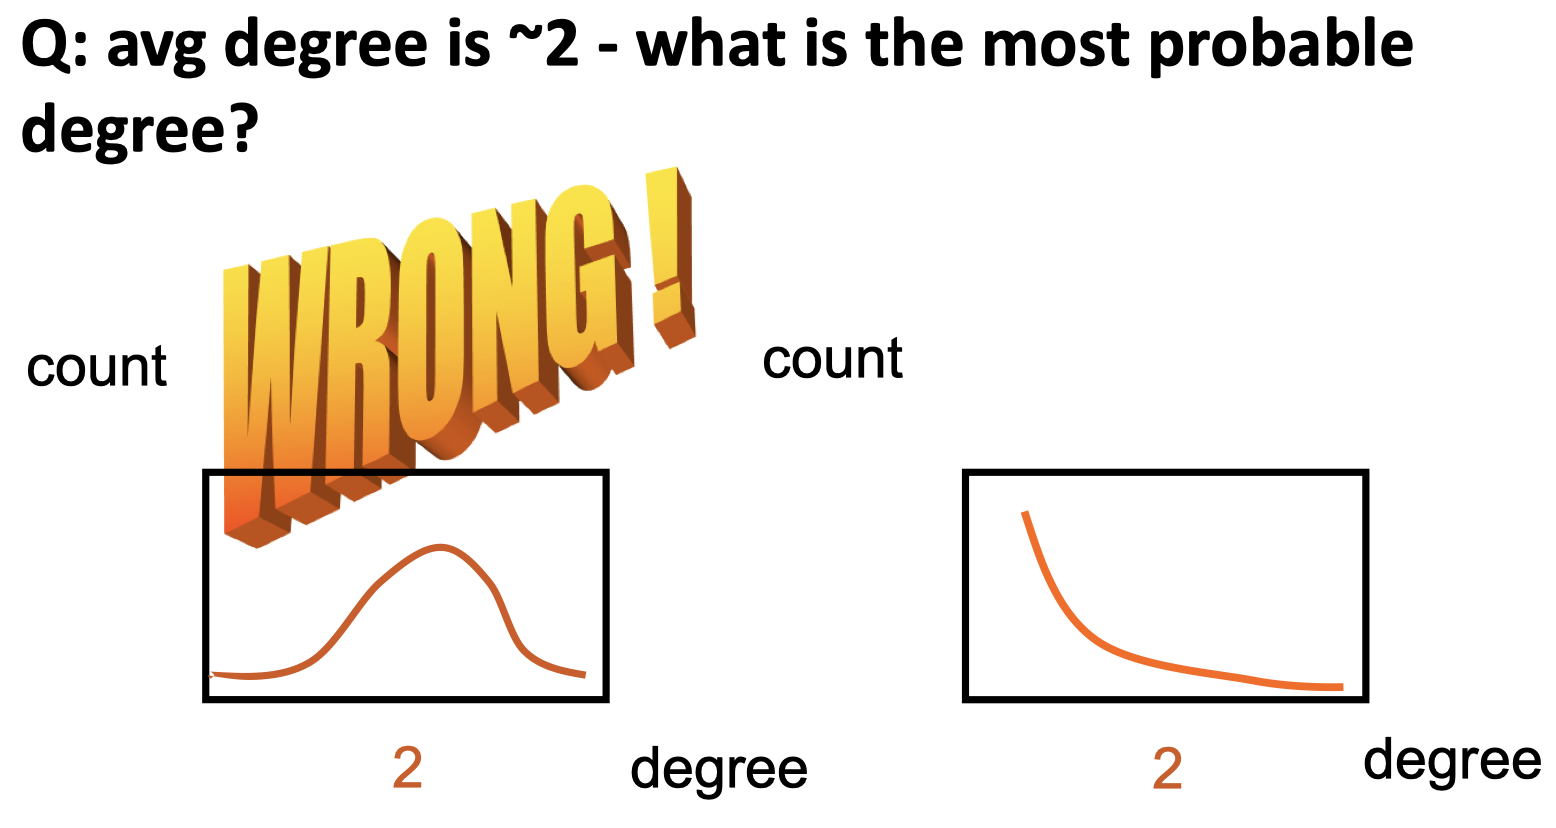 Q: avg degree is ~2 - what is the most probable
degree?
WRONG!
count
count
2
degree
2
degree